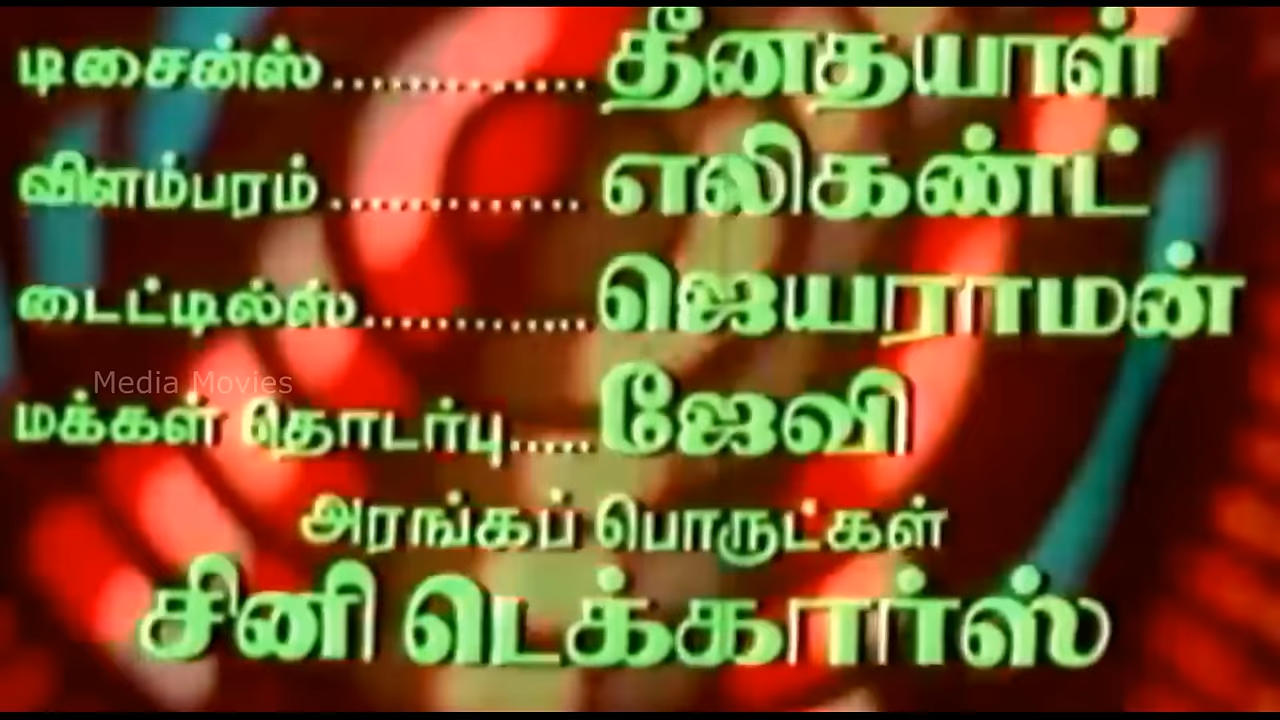 டிசைன்ஸ்............. தீனதயாள்
விளம்பரம்............. எலிகண்ட்
டைட்டில்ஸ்.............ஜெயராமன்
Media Movies
மக்கள் தொடர்பு.....ஜேவி
அரங்கப் பொருட்கள்
சினி டெக்கார்ஸ்